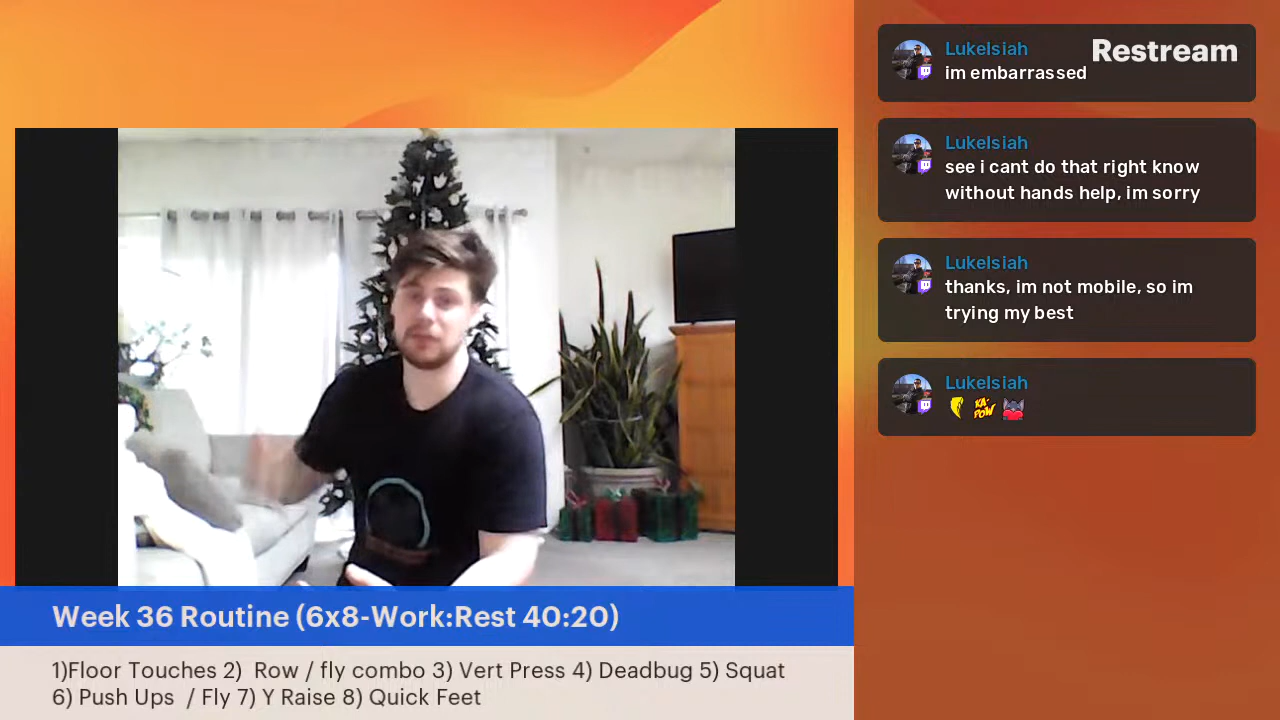 LukeIsiah
Restream
im embarrassed
LukeIsiah
see i cant do that right know
without hands help, im sorry
LukeIsiah
thanks, im not mobile, so im
trying my best
LukeIsiah
KA-
POW
Week 36 Routine (6x8-Work:Rest 40:20)
1)Floor Touches 2)  Row / fly combo 3) Vert Press 4) Deadbug 5) Squat
6) Push Ups  / Fly 7) Y Raise 8) Quick Feet